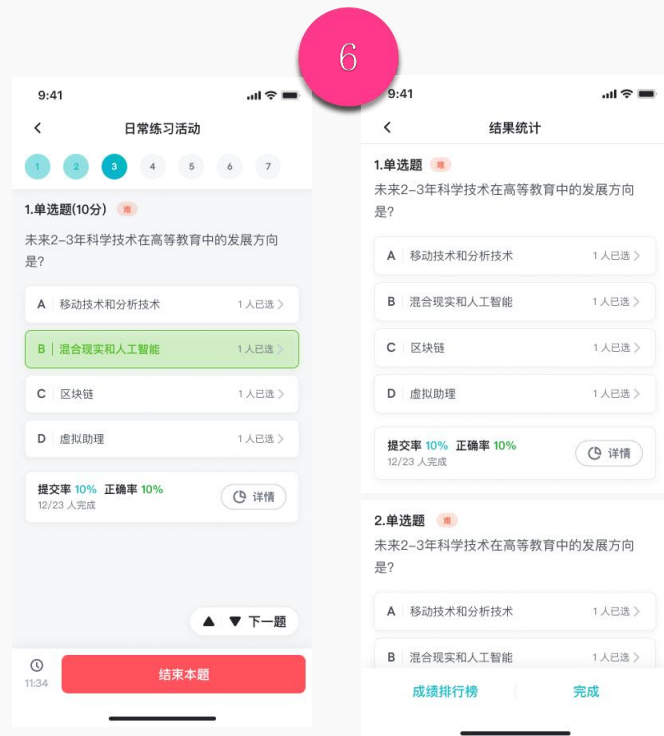 6
9:41
日常练习活动
1 2 3 4 5 6 7
1.单选题(10分) 难
未来2-3年科学技术在高等教育中的发展方向
是?
A 移动技术和分析技术 1人已选
B 混合现实和人工智能 1人已选
C 区块链 1人已选
D 虚拟助理 1人已选
提交率 10% 正确率 10%
12/23 人完成
详情
下一题
11:34
结束本题
9:41
结果统计
1.单选题 难
未来2-3年科学技术在高等教育中的发展方向
是?
A 移动技术和分析技术 1人已选
B 混合现实和人工智能 1人已选
C 区块链 1人已选
D 虚拟助理 1人已选
提交率 10% 正确率 10%
12/23 人完成
详情
2.单选题 难
未来2-3年科学技术在高等教育中的发展方向
是?
A 移动技术和分析技术 1人已选
B 混合现实和人工智能 1人已选
成绩排行榜 完成